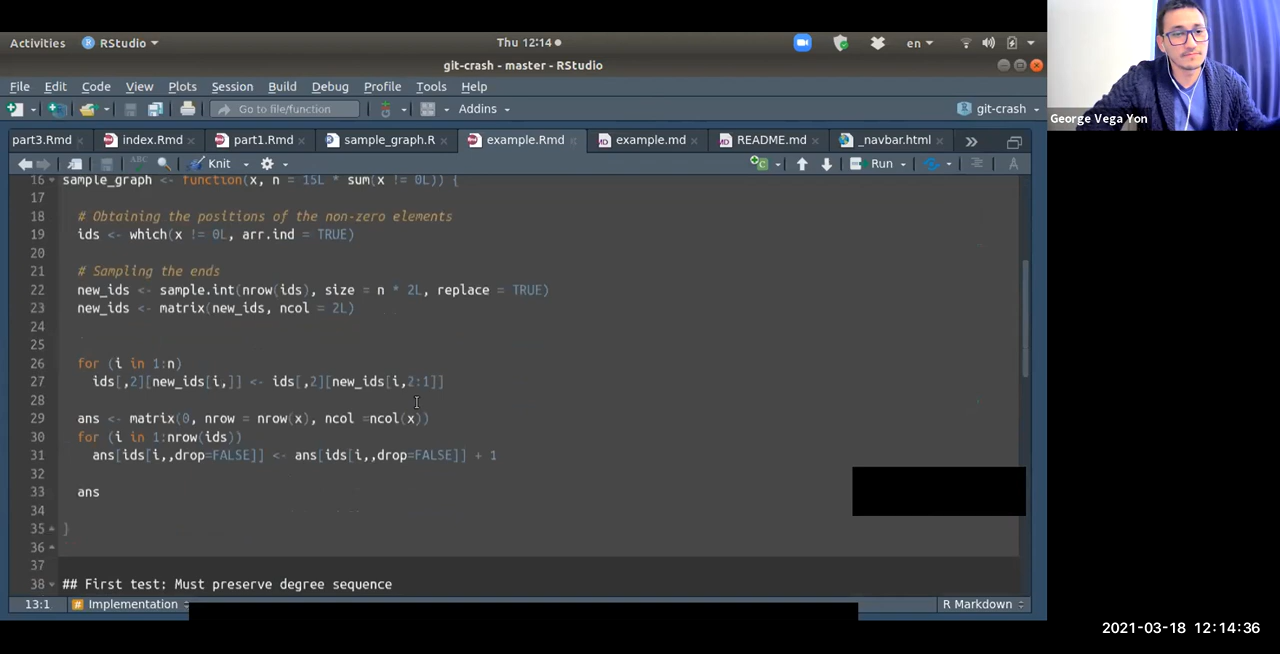 Activities RStudio Thu 12:14 en
git-crash - master - RStudio
File Edit Code View Plots Session Build Debug Profile Tools Help
Go to file/function Addins git-crash
part3.Rmd index.Rmd part1.Rmd sample_graph.R example.Rmd example.md README.md _navbar.html
ABC Knit Run
16 sample_graph <- function(x, n = 15L * sum(x != 0L)) {
17
18 # Obtaining the positions of the non-zero elements
19 ids <- which(x != 0L, arr.ind = TRUE)
20
21 # Sampling the ends
22 new_ids <- sample.int(nrow(ids), size = n * 2L, replace = TRUE)
23 new_ids <- matrix(new_ids, ncol = 2L)
24
25
26 for (i in 1:n)
27 ids[,2][new_ids[i,]] <- ids[,2][new_ids[i,2:1]]
28
29 ans <- matrix(0, nrow = nrow(x), ncol =ncol(x))
30 for (i in 1:nrow(ids))
31 ans[ids[i,,drop=FALSE]] <- ans[ids[i,,drop=FALSE]] + 1
32
33 ans
34
35 }
36
37
38 ## First test: Must preserve degree sequence
13:1 # Implementation R Markdown
George Vega Yon
2021-03-18 12:14:36